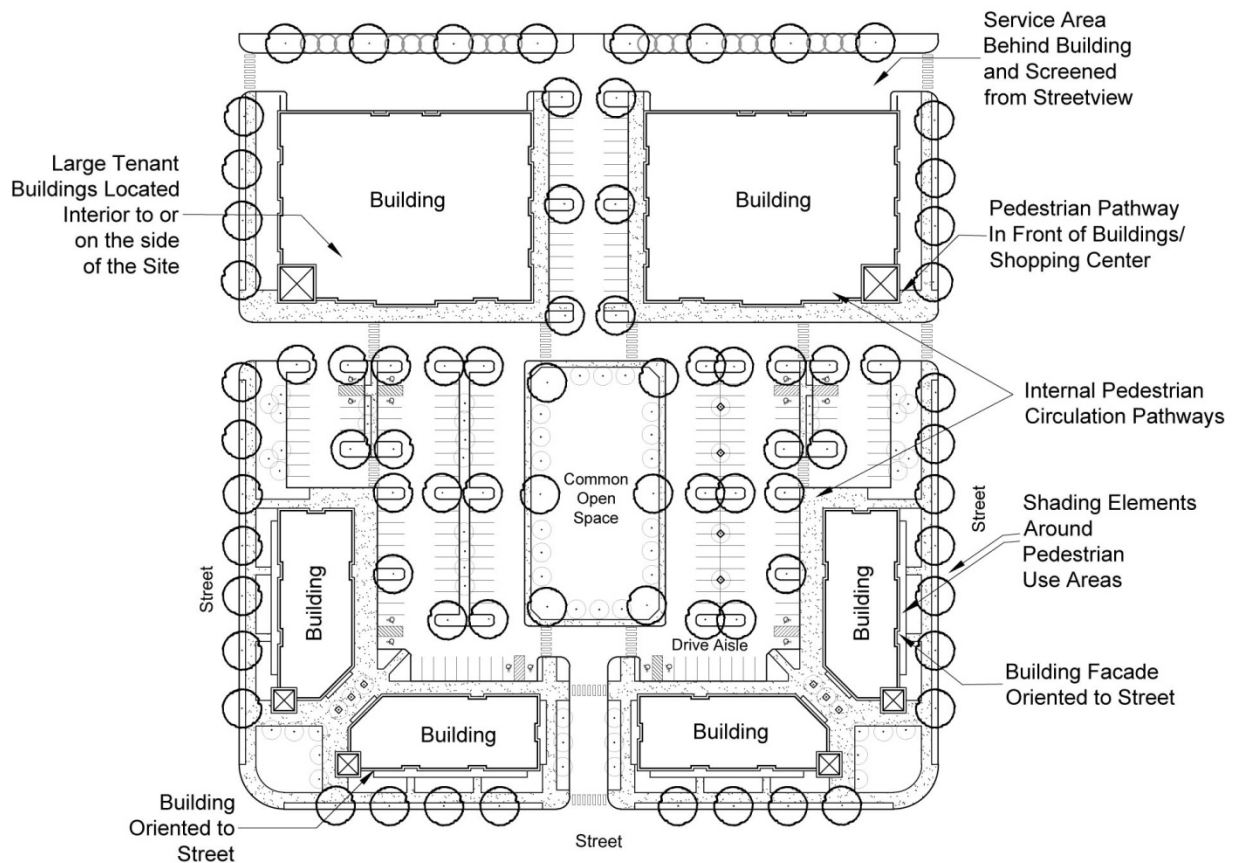 Service Area
Behind Building
and Screened
from Streetview
Large Tenant
Buildings Located
Interior to or
on the side
of the Site
Building
Building
Pedestrian Pathway
In Front of Buildings/
Shopping Center
Internal Pedestrian
Circulation Pathways
Common
Open
Space
Street
Shading Elements
Around
Pedestrian
Use Areas
Street
Building
Building
Drive Aisle
Building Facade
Oriented to Street
Building
Building
Building
Oriented to
Street
Street